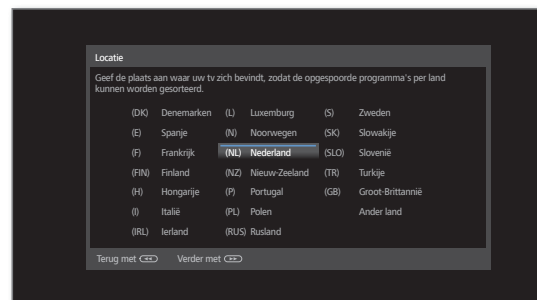 Locatie
Geef de plaats aan waar uw tv zich bevindt, zodat de opgespoorde programma's per land
kunnen worden gesorteerd.
(DK) Denemarken (L) Luxemburg (S) Zweden
(E) Spanje (N) Noorwegen (SK) Slowakije
(F) Frankrijk (NL) Nederland (SLO) Slovenië
(FIN) Finland (NZ) Nieuw-Zeeland (TR) Turkije
(H) Hongarije (P) Portugal (GB) Groot-Brittannië
(I) Italië (PL) Polen Ander land
(IRL) Ierland (RUS) Rusland
Terug met Verder met